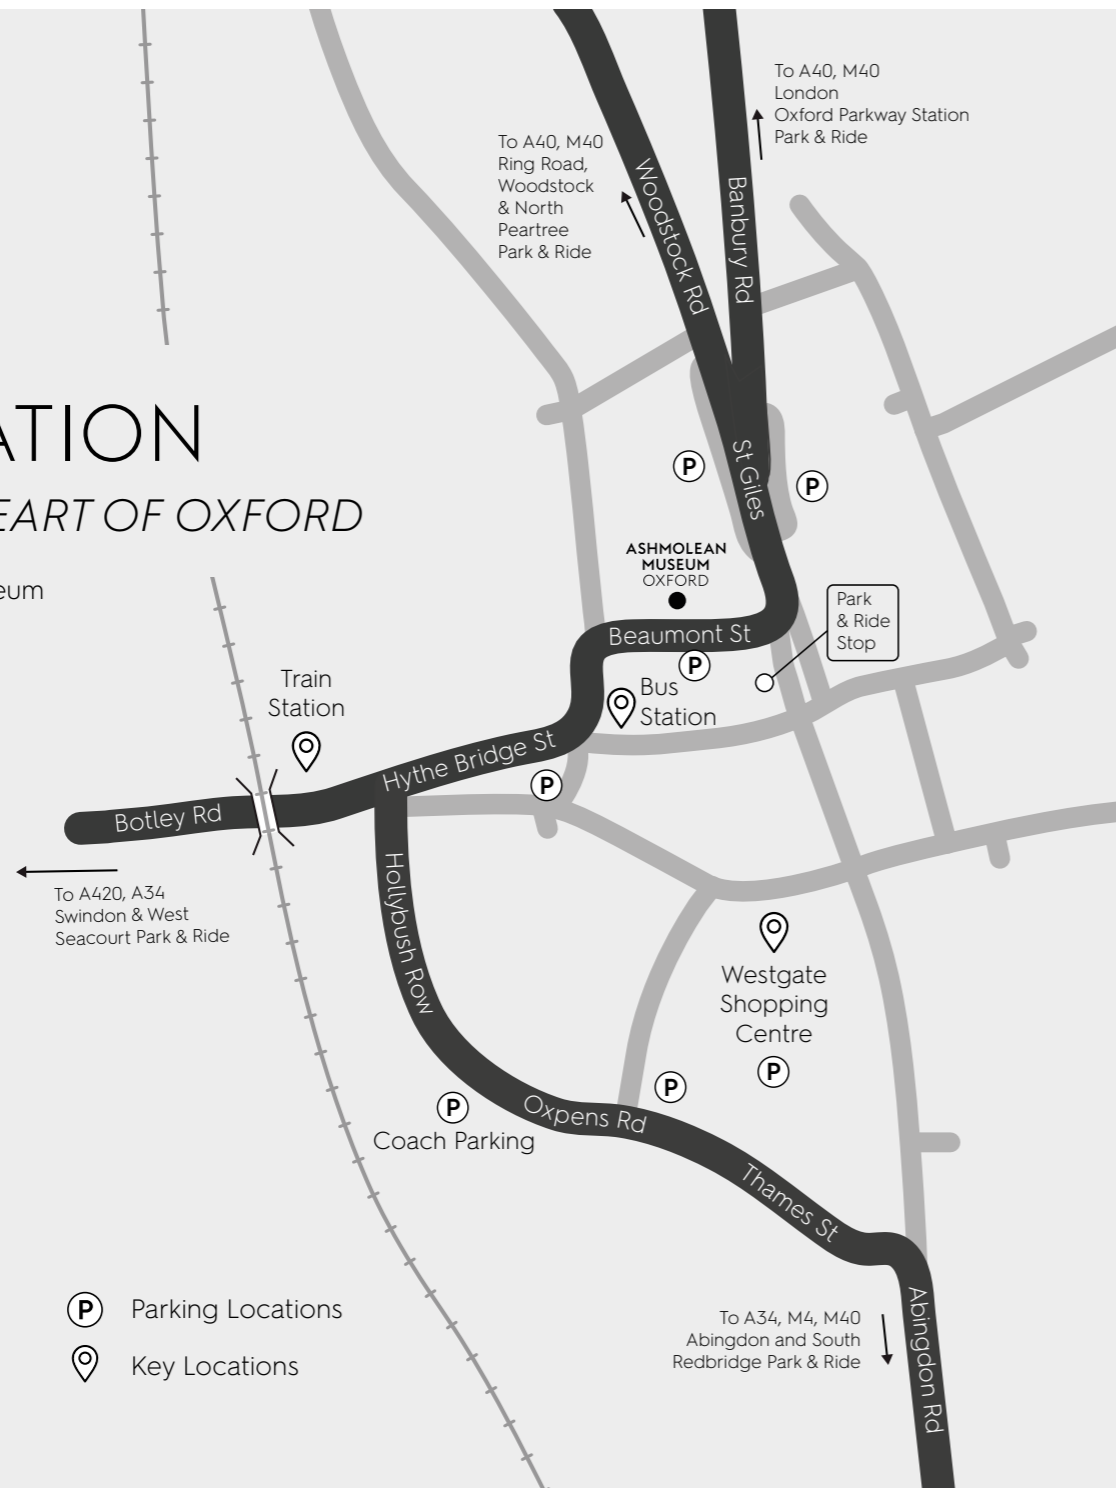 To A40, M40
London
Oxford Parkway Station
Park & Ride
To A40, M40
Ring Road,
Woodstock
& North
Peartree
Park & Ride
Woodstock Rd
Banbury Rd
ATION
EART OF OXFORD
eum
P
P
St Giles
ASHMOLEAN
MUSEUM
OXFORD
Beaumont St
P
Park
& Ride
Stop
Bus
Station
Train
Station
Hythe Bridge St
P
Botley Rd
To A420, A34
Swindon & West
Seacourt Park & Ride
Hollybush Row
Westgate
Shopping
Centre
P
P
P
Coach Parking
Oxpens Rd
Thames St
Abingdon Rd
To A34, M4, M40
Abingdon and South
Redbridge Park & Ride
P Parking Locations
Key Locations